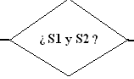 ¿ S1 y S2 ?